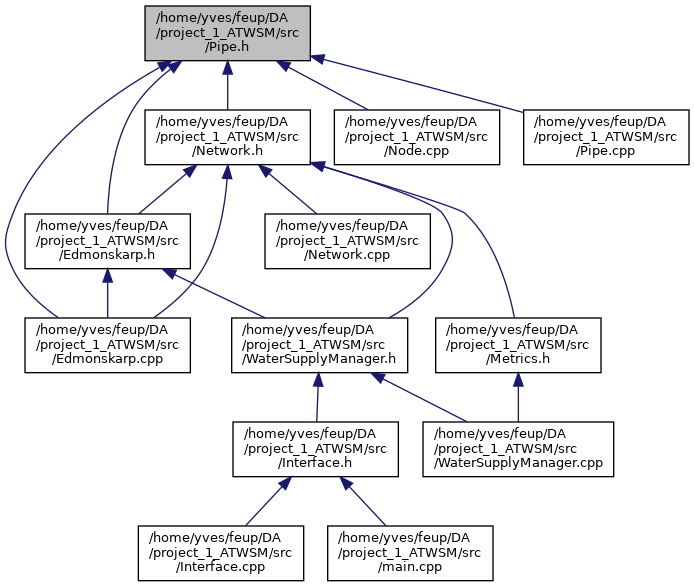 /home/yves/feup/DA
/project_1_ATWSM/src
/Pipe.h
/home/yves/feup/DA
/project_1_ATWSM/src
/Network.h
/home/yves/feup/DA
/project_1_ATWSM/src
/Node.cpp
/home/yves/feup/DA
/project_1_ATWSM/src
/Pipe.cpp
/home/yves/feup/DA
/project_1_ATWSM/src
/Edmonskarp.h
/home/yves/feup/DA
/project_1_ATWSM/src
/Network.cpp
/home/yves/feup/DA
/project_1_ATWSM/src
/Edmonskarp.cpp
/home/yves/feup/DA
/project_1_ATWSM/src
/WaterSupplyManager.h
/home/yves/feup/DA
/project_1_ATWSM/src
/Metrics.h
/home/yves/feup/DA
/project_1_ATWSM/src
/Interface.h
/home/yves/feup/DA
/project_1_ATWSM/src
/WaterSupplyManager.cpp
/home/yves/feup/DA
/project_1_ATWSM/src
/Interface.cpp
/home/yves/feup/DA
/project_1_ATWSM/src
/main.cpp